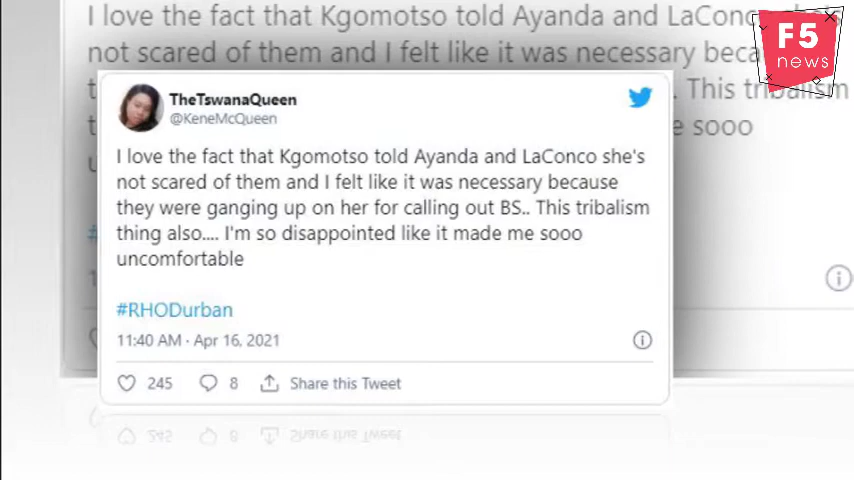 I love the fact that Kgomotso told Ayanda and LaConco she's
not scared of them and I felt like it was necessary because
F5
news
This tribalism
sooo
TheTswanaQueen
@KeneMcQueen
I love the fact that Kgomotso told Ayanda and LaConco she's
not scared of them and I felt like it was necessary because
they were ganging up on her for calling out BS.. This tribalism
thing also.... I'm so disappointed like it made me sooo
uncomfortable
#RHODurban
11:40 AM · Apr 16, 2021
245 8 Share this Tweet